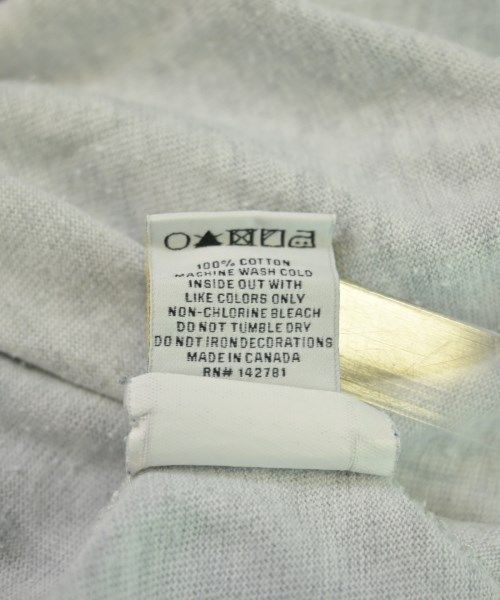 100% COTTON
MACHINE WASH COLD
INSIDE OUT WITH
LIKE COLORS ONLY
NON-CHLORINE BLEACH
DO NOT TUMBLE DRY
DO NOT IRON DECORATIONS
MADE IN CANADA
RN# 142781